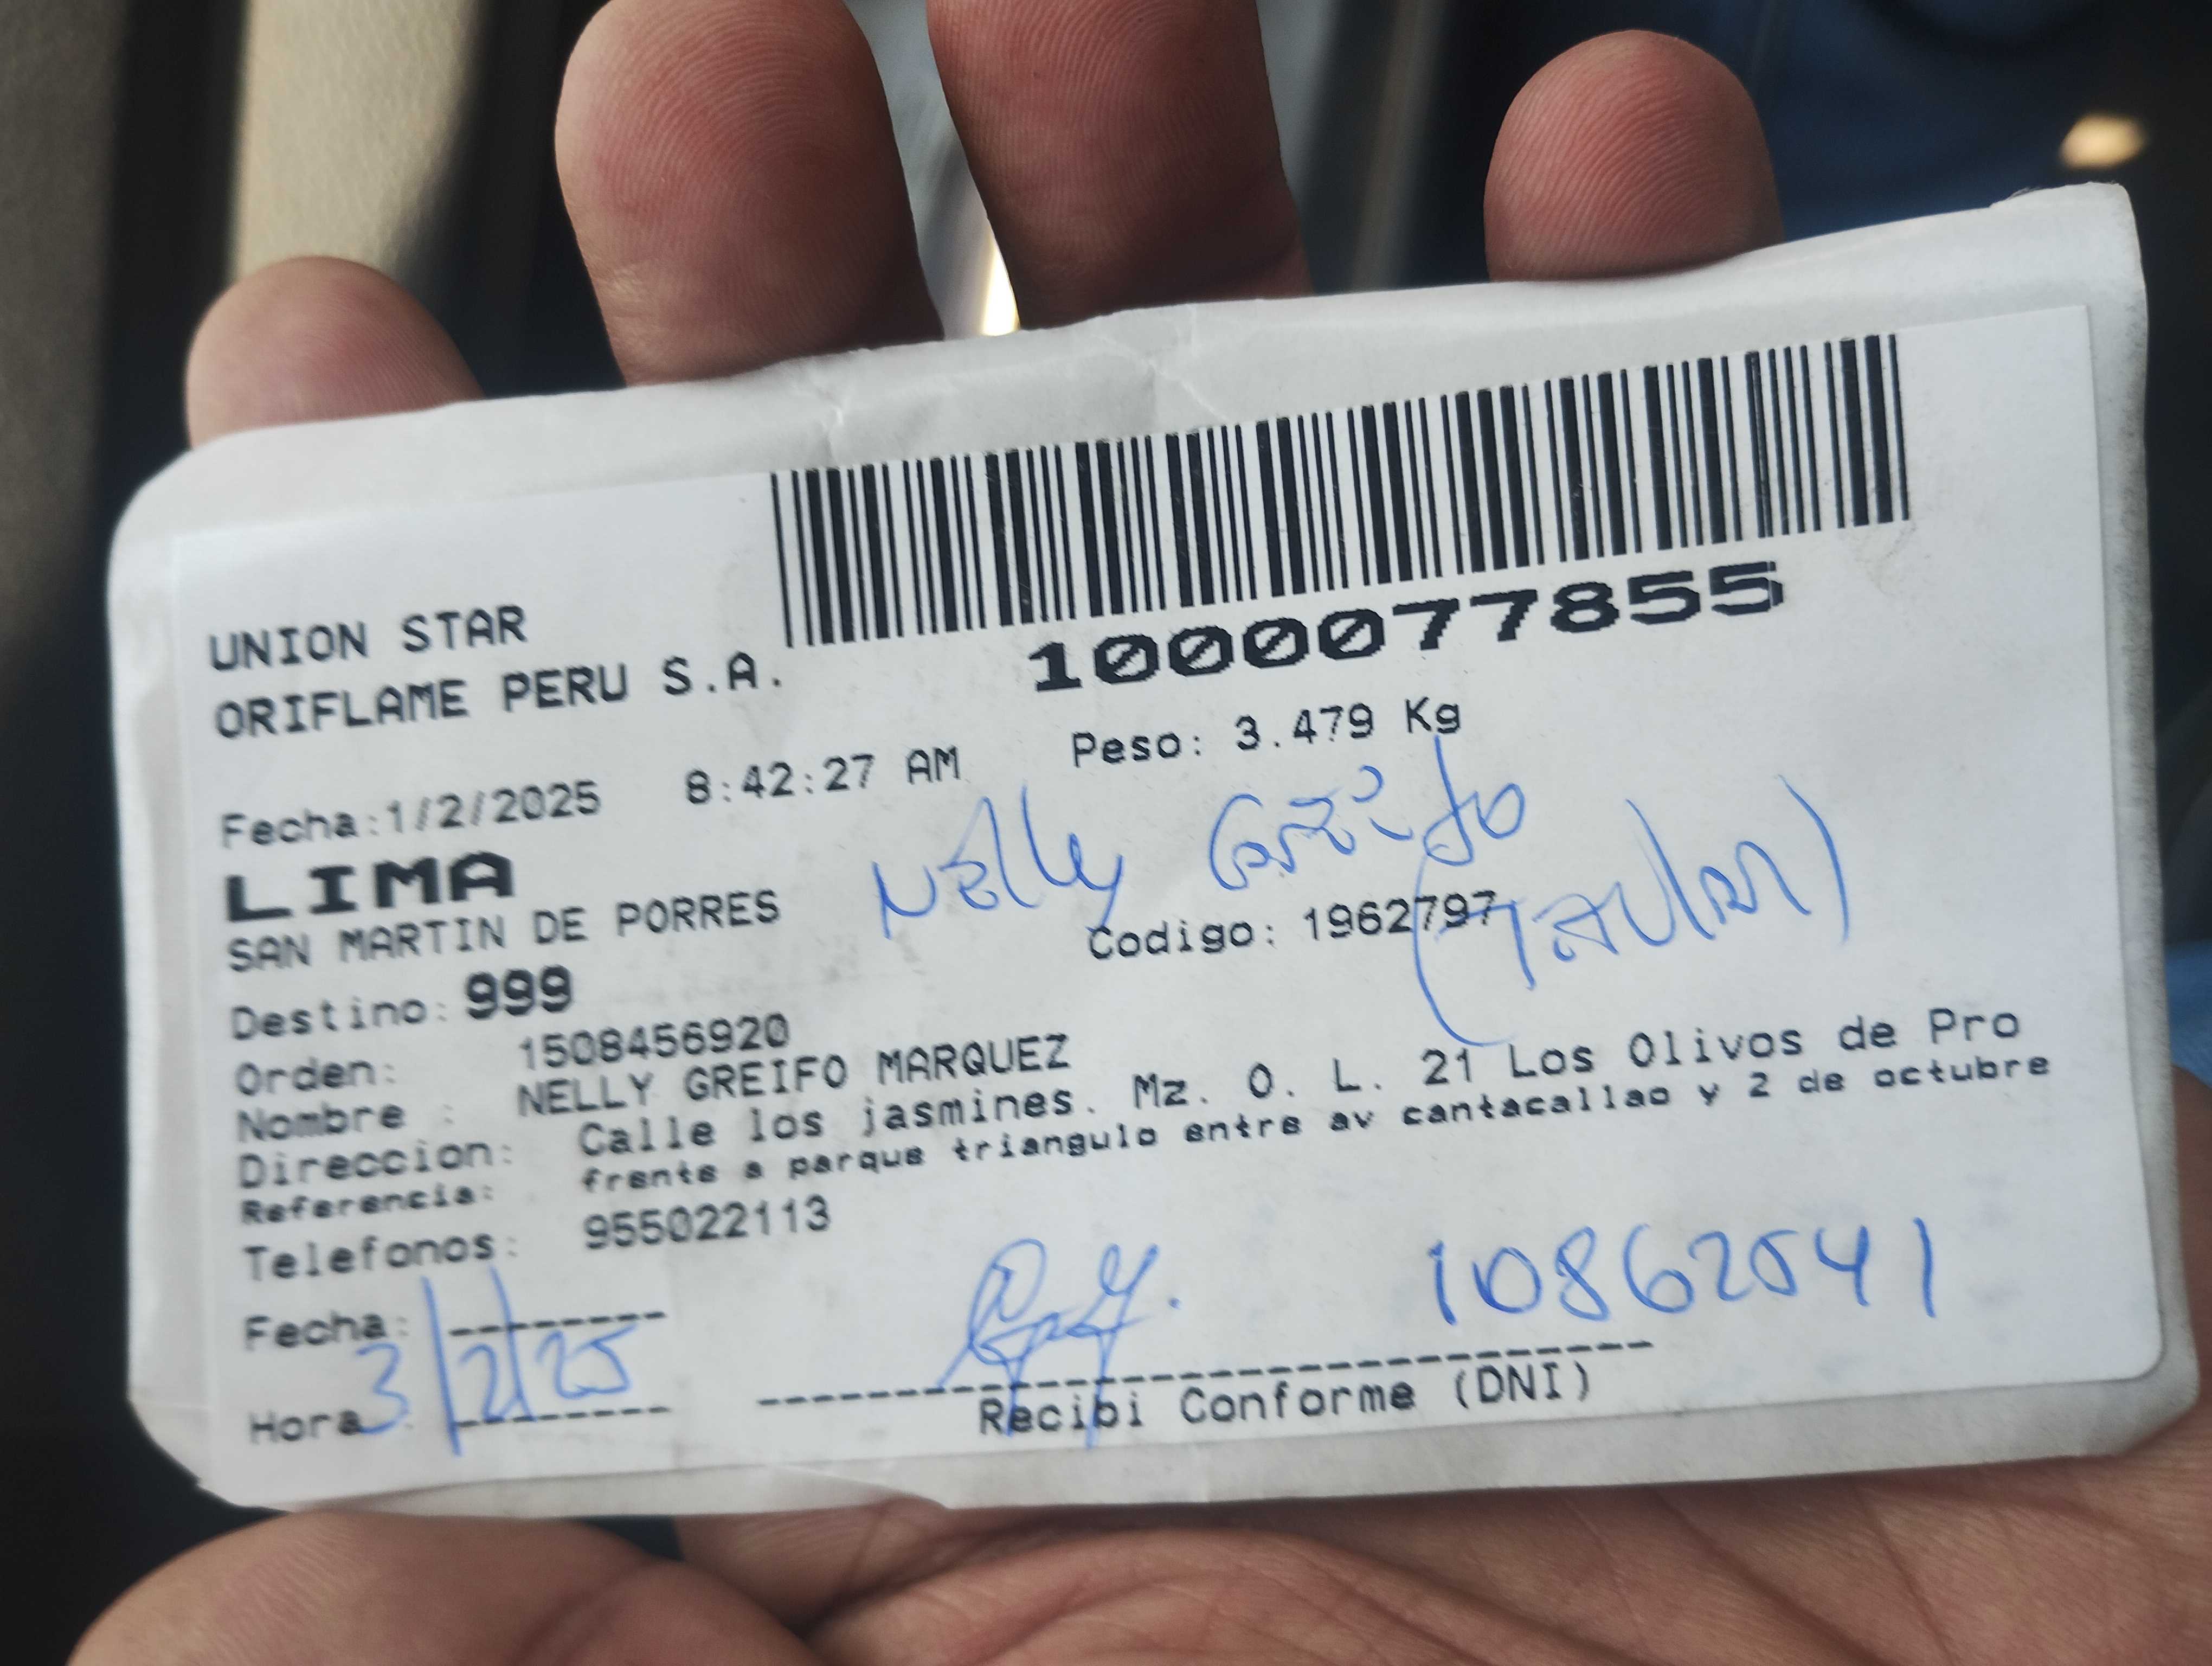 1000077855
UNION STAR
ORIFLAME PERU S.A.
Fecha:1/2/2025 8:42:27 AM Peso: 3.479 Kg
LIMA
Nelly Greifo
SAN MARTIN DE PORRES
Codigo: 1962797
(Titular)
Destino: 999
Orden: 1508456920
Nombre : NELLY GREIFO MARQUEZ
Direccion: Calle los jasmines. Mz. O. L. 21 Los Olivos de Pro
Referencia: frente a parque triangulo entre av cantacallao y 2 de octubre
Telefonos: 955022113
Fecha: 3/2/25
10862541
Hora :
Recibi Conforme (DNI)